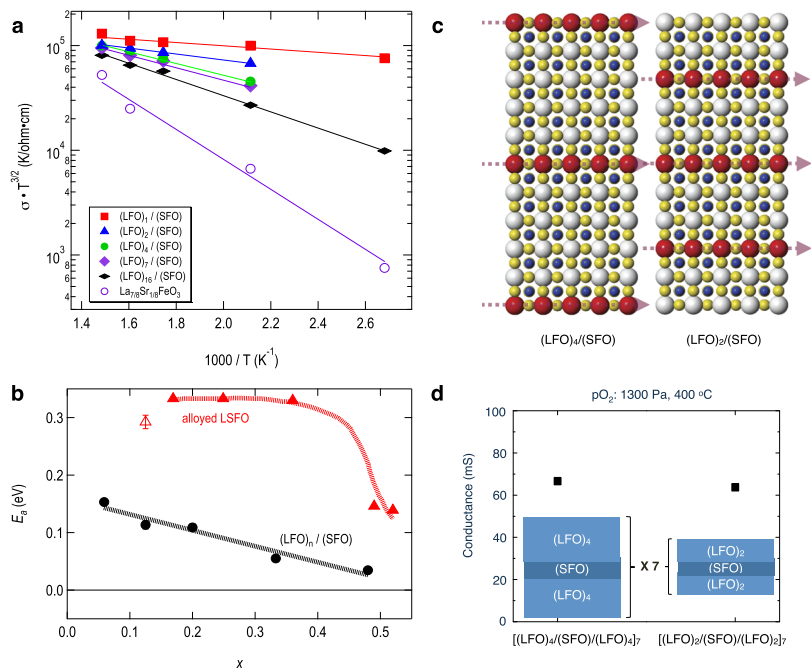 a
σ • T^3/2 (K/ohm•cm)
10^5
8
6
4
2
10^4
8
6
4
2
10^3
8
6
4
(LFO)1 / (SFO)
(LFO)2 / (SFO)
(LFO)4 / (SFO)
(LFO)7 / (SFO)
(LFO)16 / (SFO)
La7/8Sr1/8FeO3
1.4 1.6 1.8 2.0 2.2 2.4 2.6
1000 / T (K^-1)
b
Ea (eV)
0.3
0.2
0.1
0.0
alloyed LSFO
(LFO)n / (SFO)
0.0 0.1 0.2 0.3 0.4 0.5
x
c
(LFO)4/(SFO) (LFO)2/(SFO)
d
pO2: 1300 Pa, 400 ºC
Conductance (mS)
100
80
60
40
20
0
(LFO)4
(SFO)
(LFO)4
X 7
(LFO)2
(SFO)
(LFO)2
[(LFO)4/(SFO)/(LFO)4]7 [(LFO)2/(SFO)/(LFO)2]7